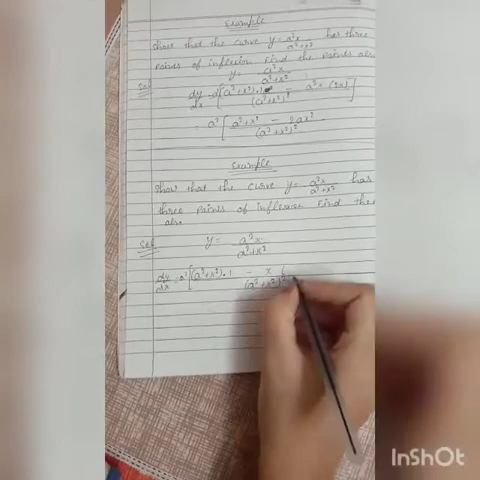 Example
Show that the curve y = a²x / a²+x² has three
Points of inflexion Find the points also
Sol y = a²x / a²+x²
dy/dx = [(a²+x²).1 - a²x (2x)] / (a²+x²)²
= a² [a²+x² - 2ax² / (a²+x²)²]
Example
Show that the curve y = a²x / a²+x² has
three Points of inflexion Find the
also
Sol y = a²x / a²+x²
dy/dx = a² [(a²+x²).1 - x ( / (a²+x²)²
InShOt